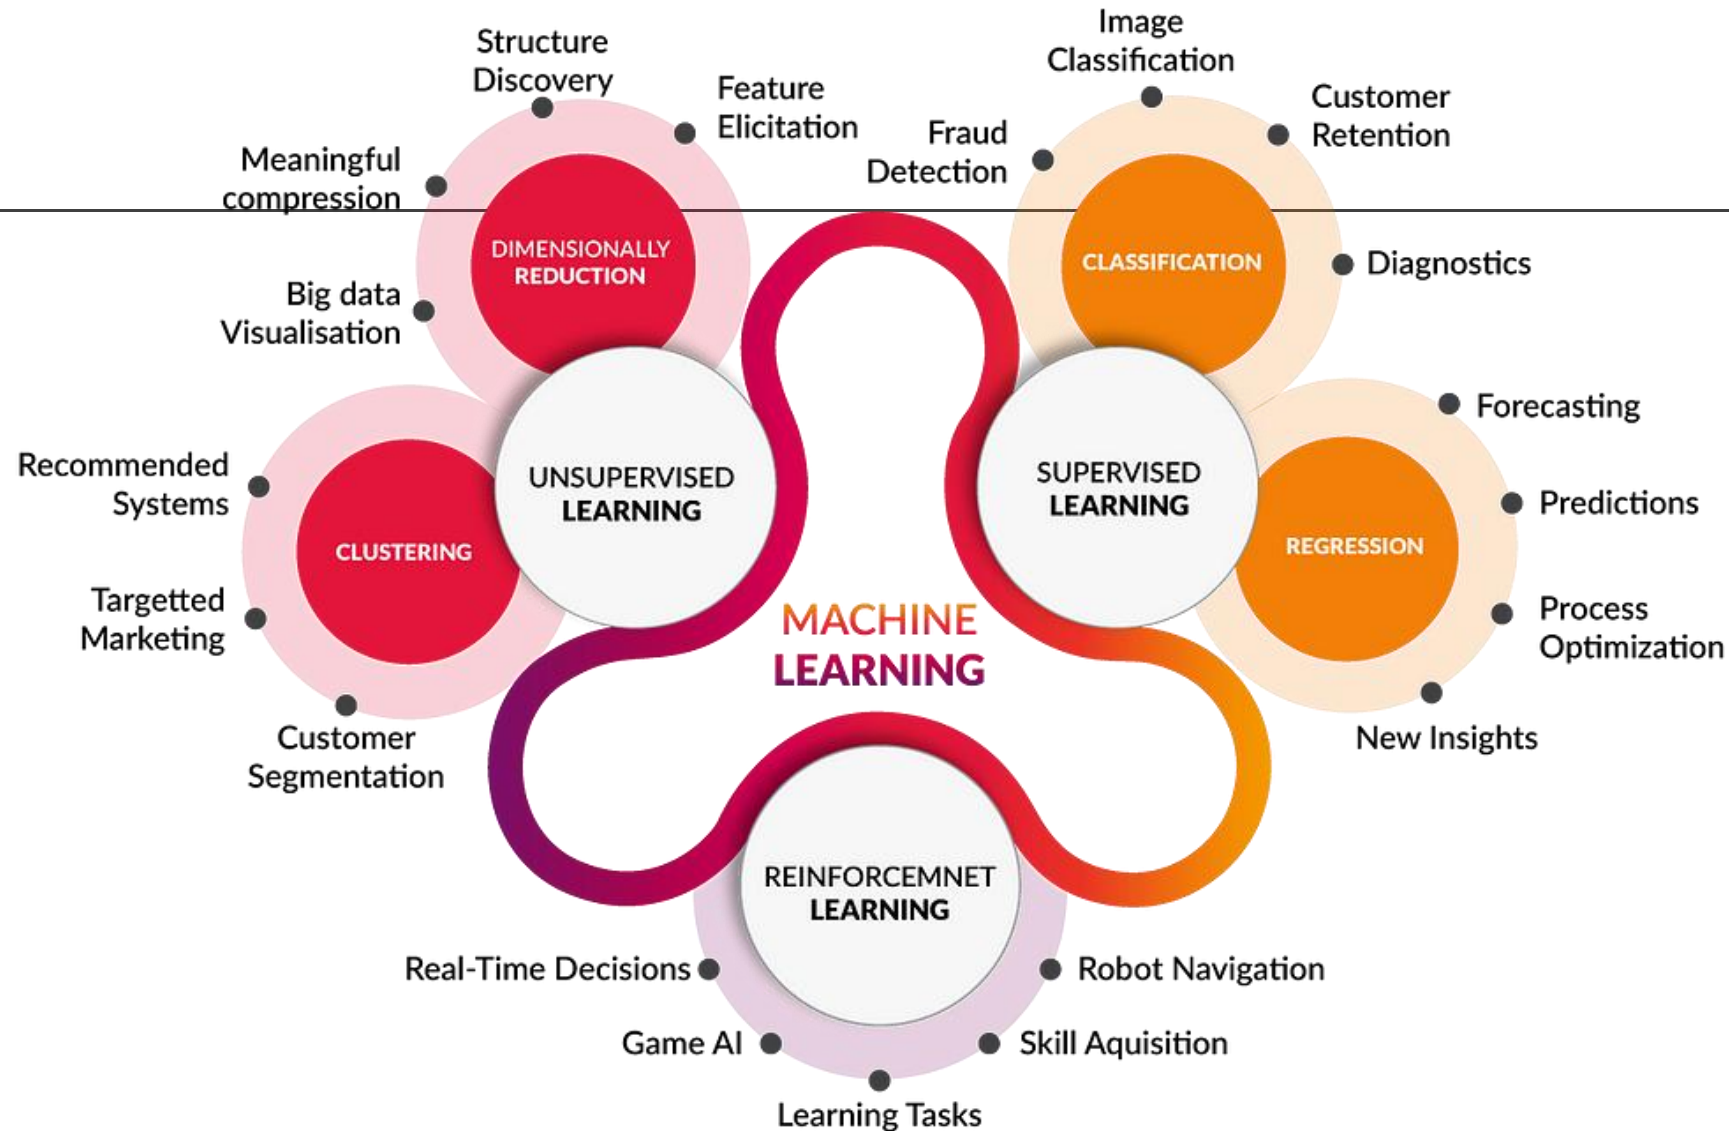 Structure
Discovery
Feature
Elicitation
Meaningful
compression
Big data
Visualisation
DIMENSIONALLY
REDUCTION
Recommended
Systems
Targetted
Marketing
Customer
Segmentation
CLUSTERING
UNSUPERVISED
LEARNING
Image
Classification
Fraud
Detection
Customer
Retention
Diagnostics
CLASSIFICATION
SUPERVISED
LEARNING
Forecasting
Predictions
Process
Optimization
New Insights
REGRESSION
MACHINE
LEARNING
REINFORCEMNET
LEARNING
Real-Time Decisions
Robot Navigation
Game AI
Skill Aquisition
Learning Tasks